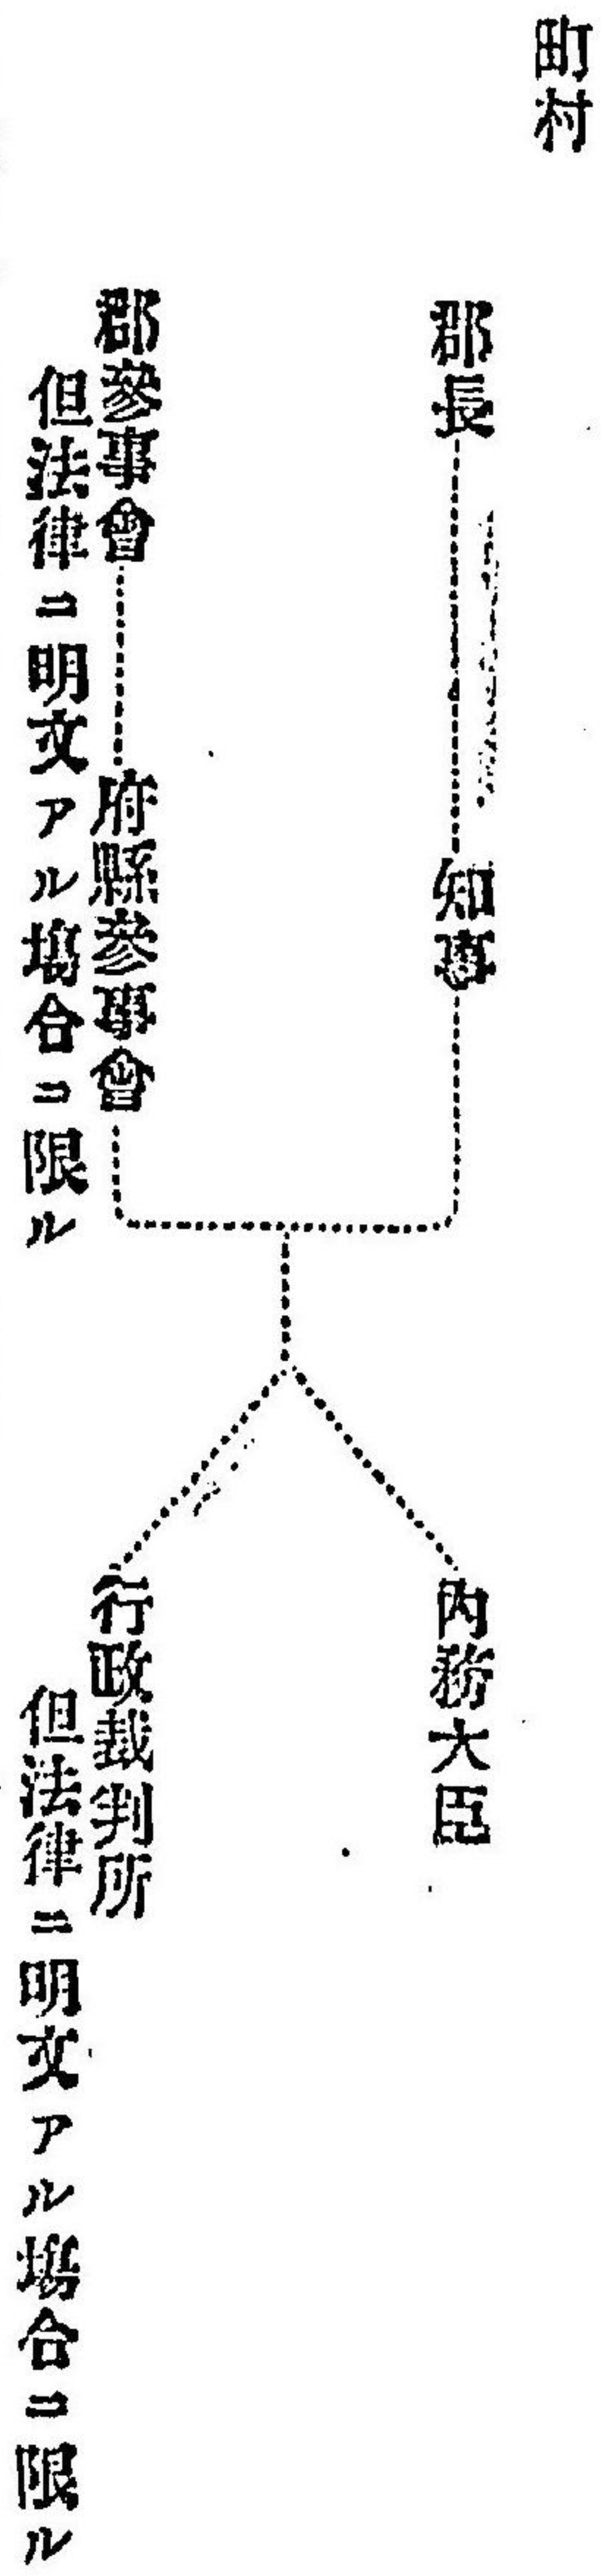 町村
郡長
知事
內務大臣
郡參事會
府縣參事會
行政裁判所
但法律ニ明文アル塲合ニ限ル
但法律ニ明文アル塲合ニ限ル